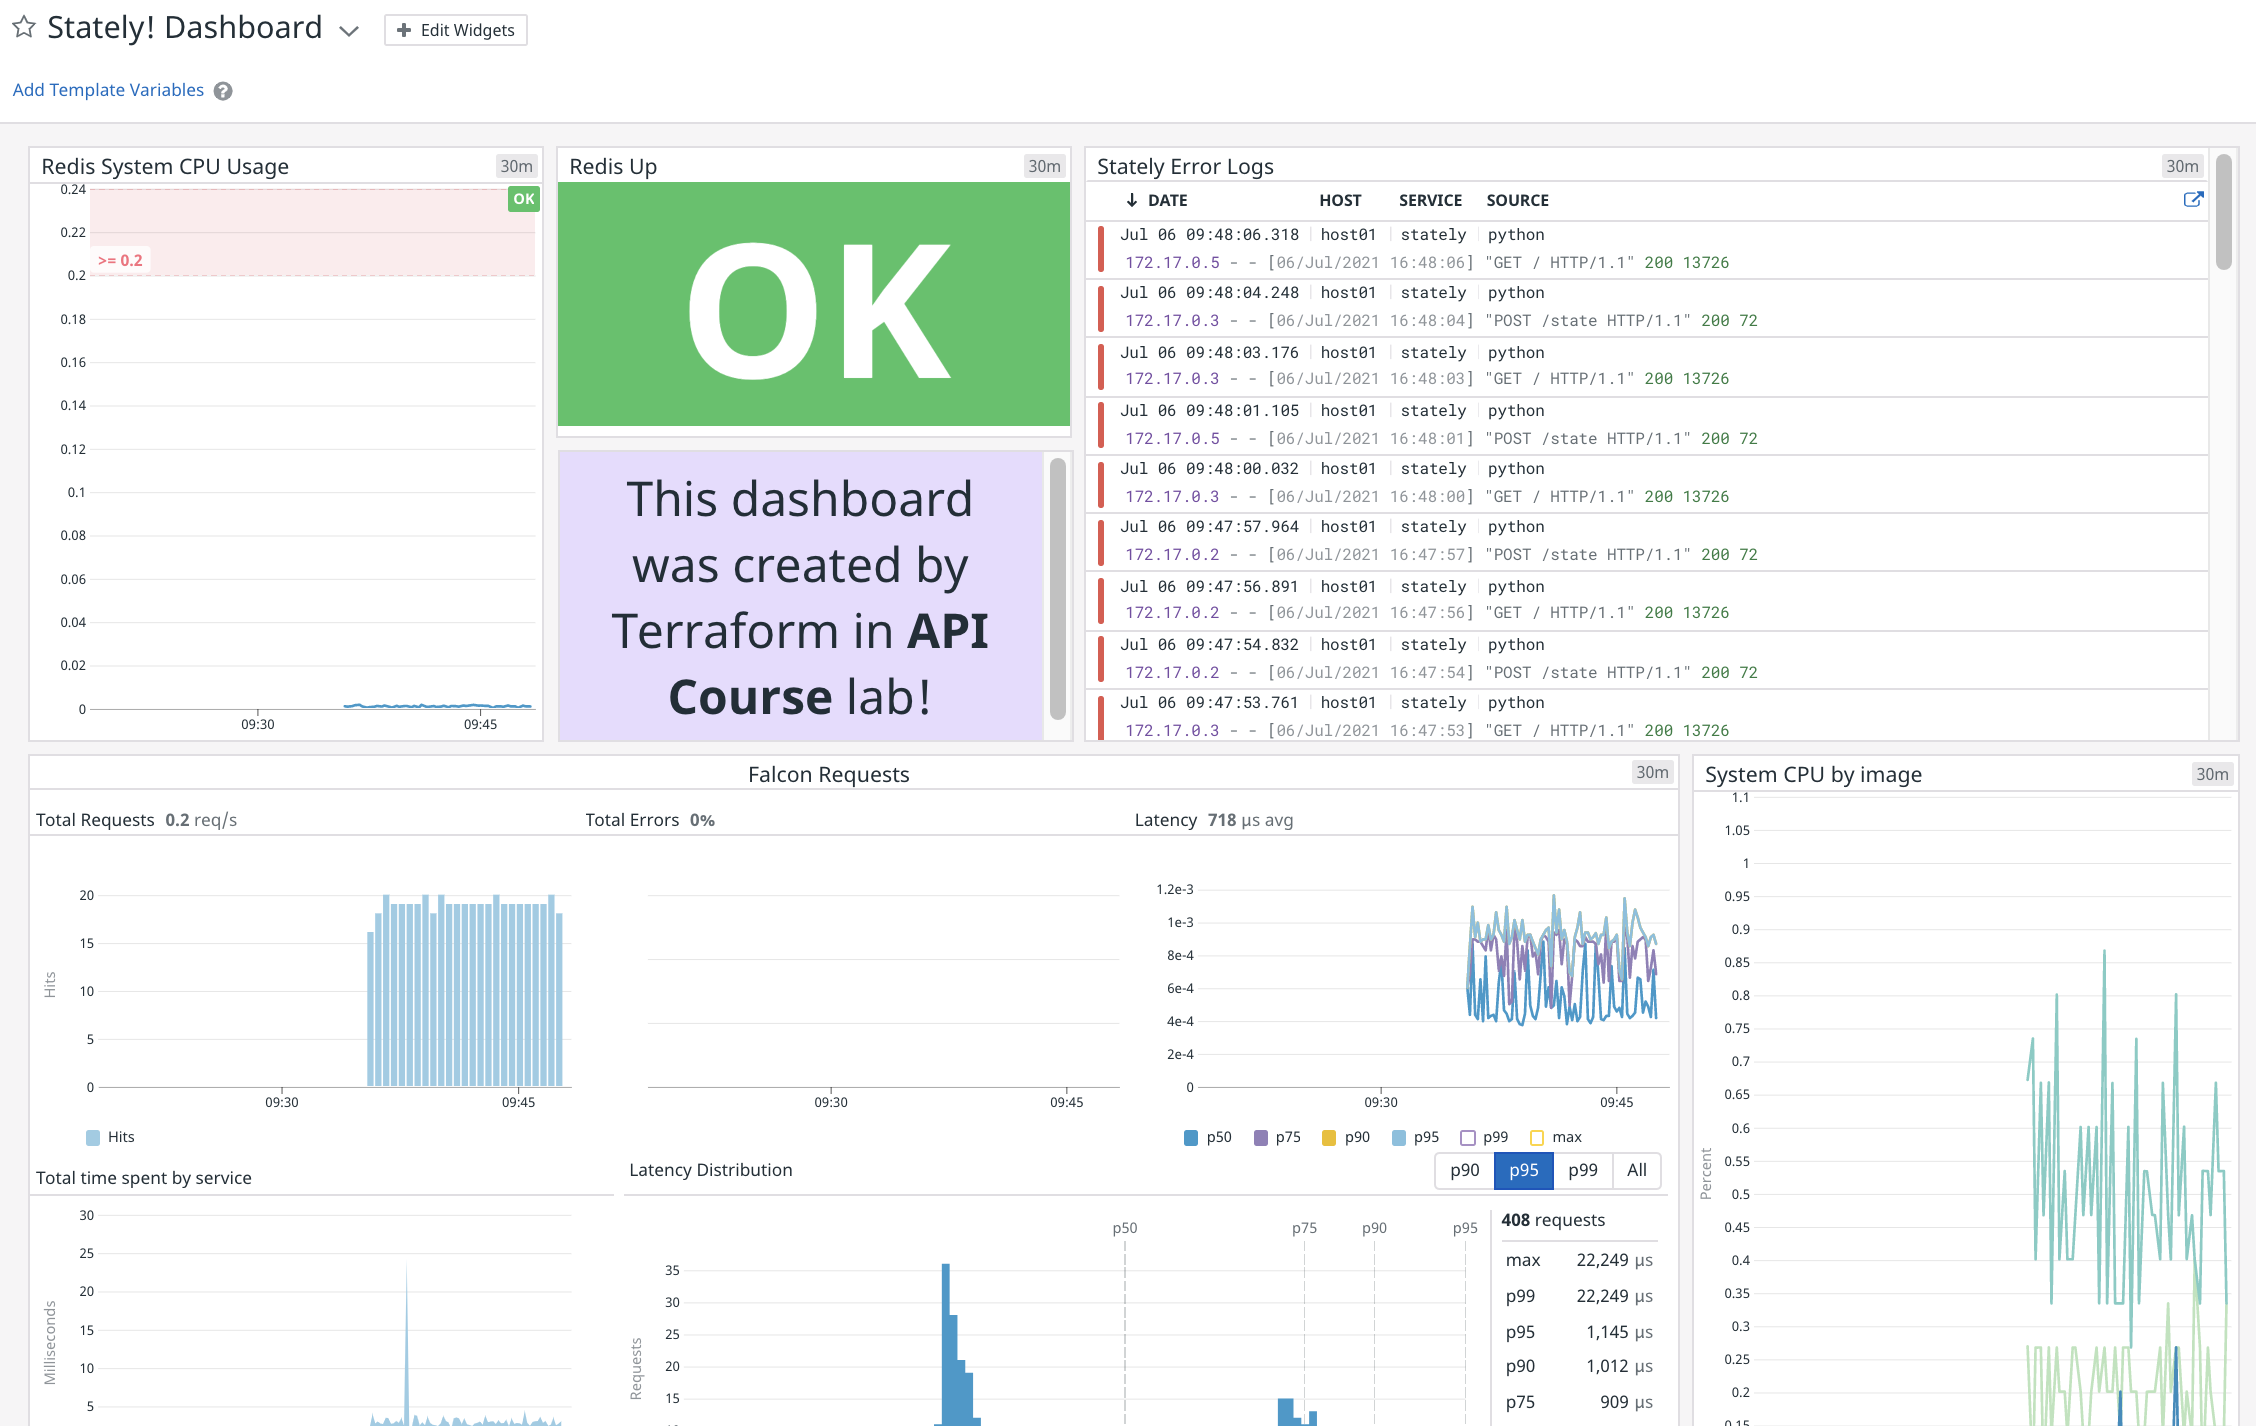 Stately! Dashboard
Edit Widgets
Add Template Variables ?
Redis System CPU Usage 30m
0.24
OK
0.22
>= 0.2
0.2
0.18
0.16
0.14
0.12
0.1
0.08
0.06
0.04
0.02
0
09:30 09:45
Redis Up 30m
OK
This dashboard
was created by
Terraform in API
Course lab!
Stately Error Logs 30m
DATE HOST SERVICE SOURCE
Jul 06 09:48:06.318 host01 stately python
172.17.0.5 - - [06/Jul/2021 16:48:06] "GET / HTTP/1.1" 200 13726
Jul 06 09:48:04.248 host01 stately python
172.17.0.3 - - [06/Jul/2021 16:48:04] "POST /state HTTP/1.1" 200 72
Jul 06 09:48:03.176 host01 stately python
172.17.0.3 - - [06/Jul/2021 16:48:03] "GET / HTTP/1.1" 200 13726
Jul 06 09:48:01.105 host01 stately python
172.17.0.5 - - [06/Jul/2021 16:48:01] "POST /state HTTP/1.1" 200 72
Jul 06 09:48:00.032 host01 stately python
172.17.0.3 - - [06/Jul/2021 16:48:00] "GET / HTTP/1.1" 200 13726
Jul 06 09:47:57.964 host01 stately python
172.17.0.2 - - [06/Jul/2021 16:47:57] "POST /state HTTP/1.1" 200 72
Jul 06 09:47:56.891 host01 stately python
172.17.0.2 - - [06/Jul/2021 16:47:56] "GET / HTTP/1.1" 200 13726
Jul 06 09:47:54.832 host01 stately python
172.17.0.2 - - [06/Jul/2021 16:47:54] "POST /state HTTP/1.1" 200 72
Jul 06 09:47:53.761 host01 stately python
172.17.0.3 - - [06/Jul/2021 16:47:53] "GET / HTTP/1.1" 200 13726
Falcon Requests 30m
Total Requests 0.2 req/s
20
15
10
5
0
Hits
09:30 09:45
Hits
Total Errors 0%
09:30 09:45
Latency 718 µs avg
1.2e-3
1e-3
8e-4
6e-4
4e-4
2e-4
0
09:30 09:45
p50 p75 p90 p95 p99 max
Total time spent by service
30
25
20
15
10
5
Milliseconds
Latency Distribution
p90 p95 p99 All
p50 p75 p90 p95
35
30
25
20
15
Requests
408 requests
max 22,249 µs
p99 22,249 µs
p95 1,145 µs
p90 1,012 µs
p75 909 µs
System CPU by image 30m
1.1
1.05
1
0.95
0.9
0.85
0.8
0.75
0.7
0.65
0.6
0.55
0.5
0.45
0.4
0.35
0.3
0.25
0.2
0.15
Percent